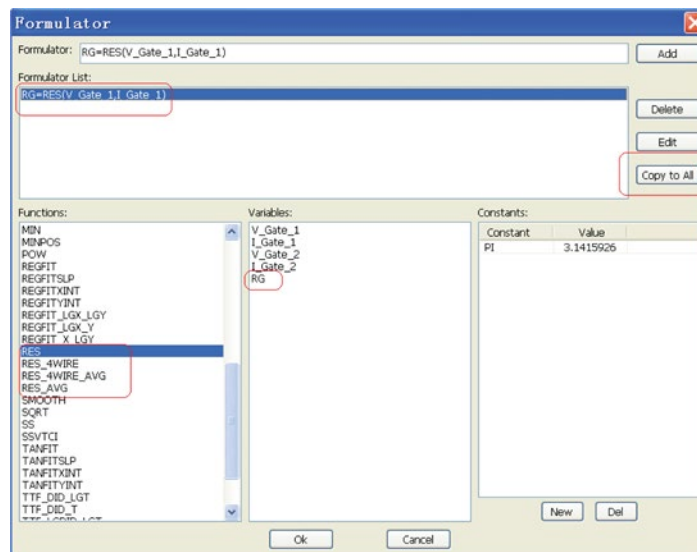 Formulator
Formulator: RG=RES(V_Gate_1,I_Gate_1)
Add
Formulator List:
RG=RES(V_Gate_1,I_Gate_1)
Delete
Edit
Copy to All
Functions:
MIN
MINPOS
POW
REGFIT
REGFITSLP
REGFITXINT
REGFITYINT
REGFIT_LGX_LGY
REGFIT_LGX_Y
REGFIT_X_LGY
RES
RES_4WIRE
RES_4WIRE_AVG
RES_AVG
SMOOTH
SQRT
SS
SSVTCI
TANFIT
TANFITSLP
TANFITXINT
TANFITYINT
TTF_DID_LGT
TTF_DID_T
TTF_LGDID_LGT
Variables:
V_Gate_1
I_Gate_1
V_Gate_2
I_Gate_2
RG
Constants:
Constant Value
PI 3.1415926
New Del
Ok Cancel